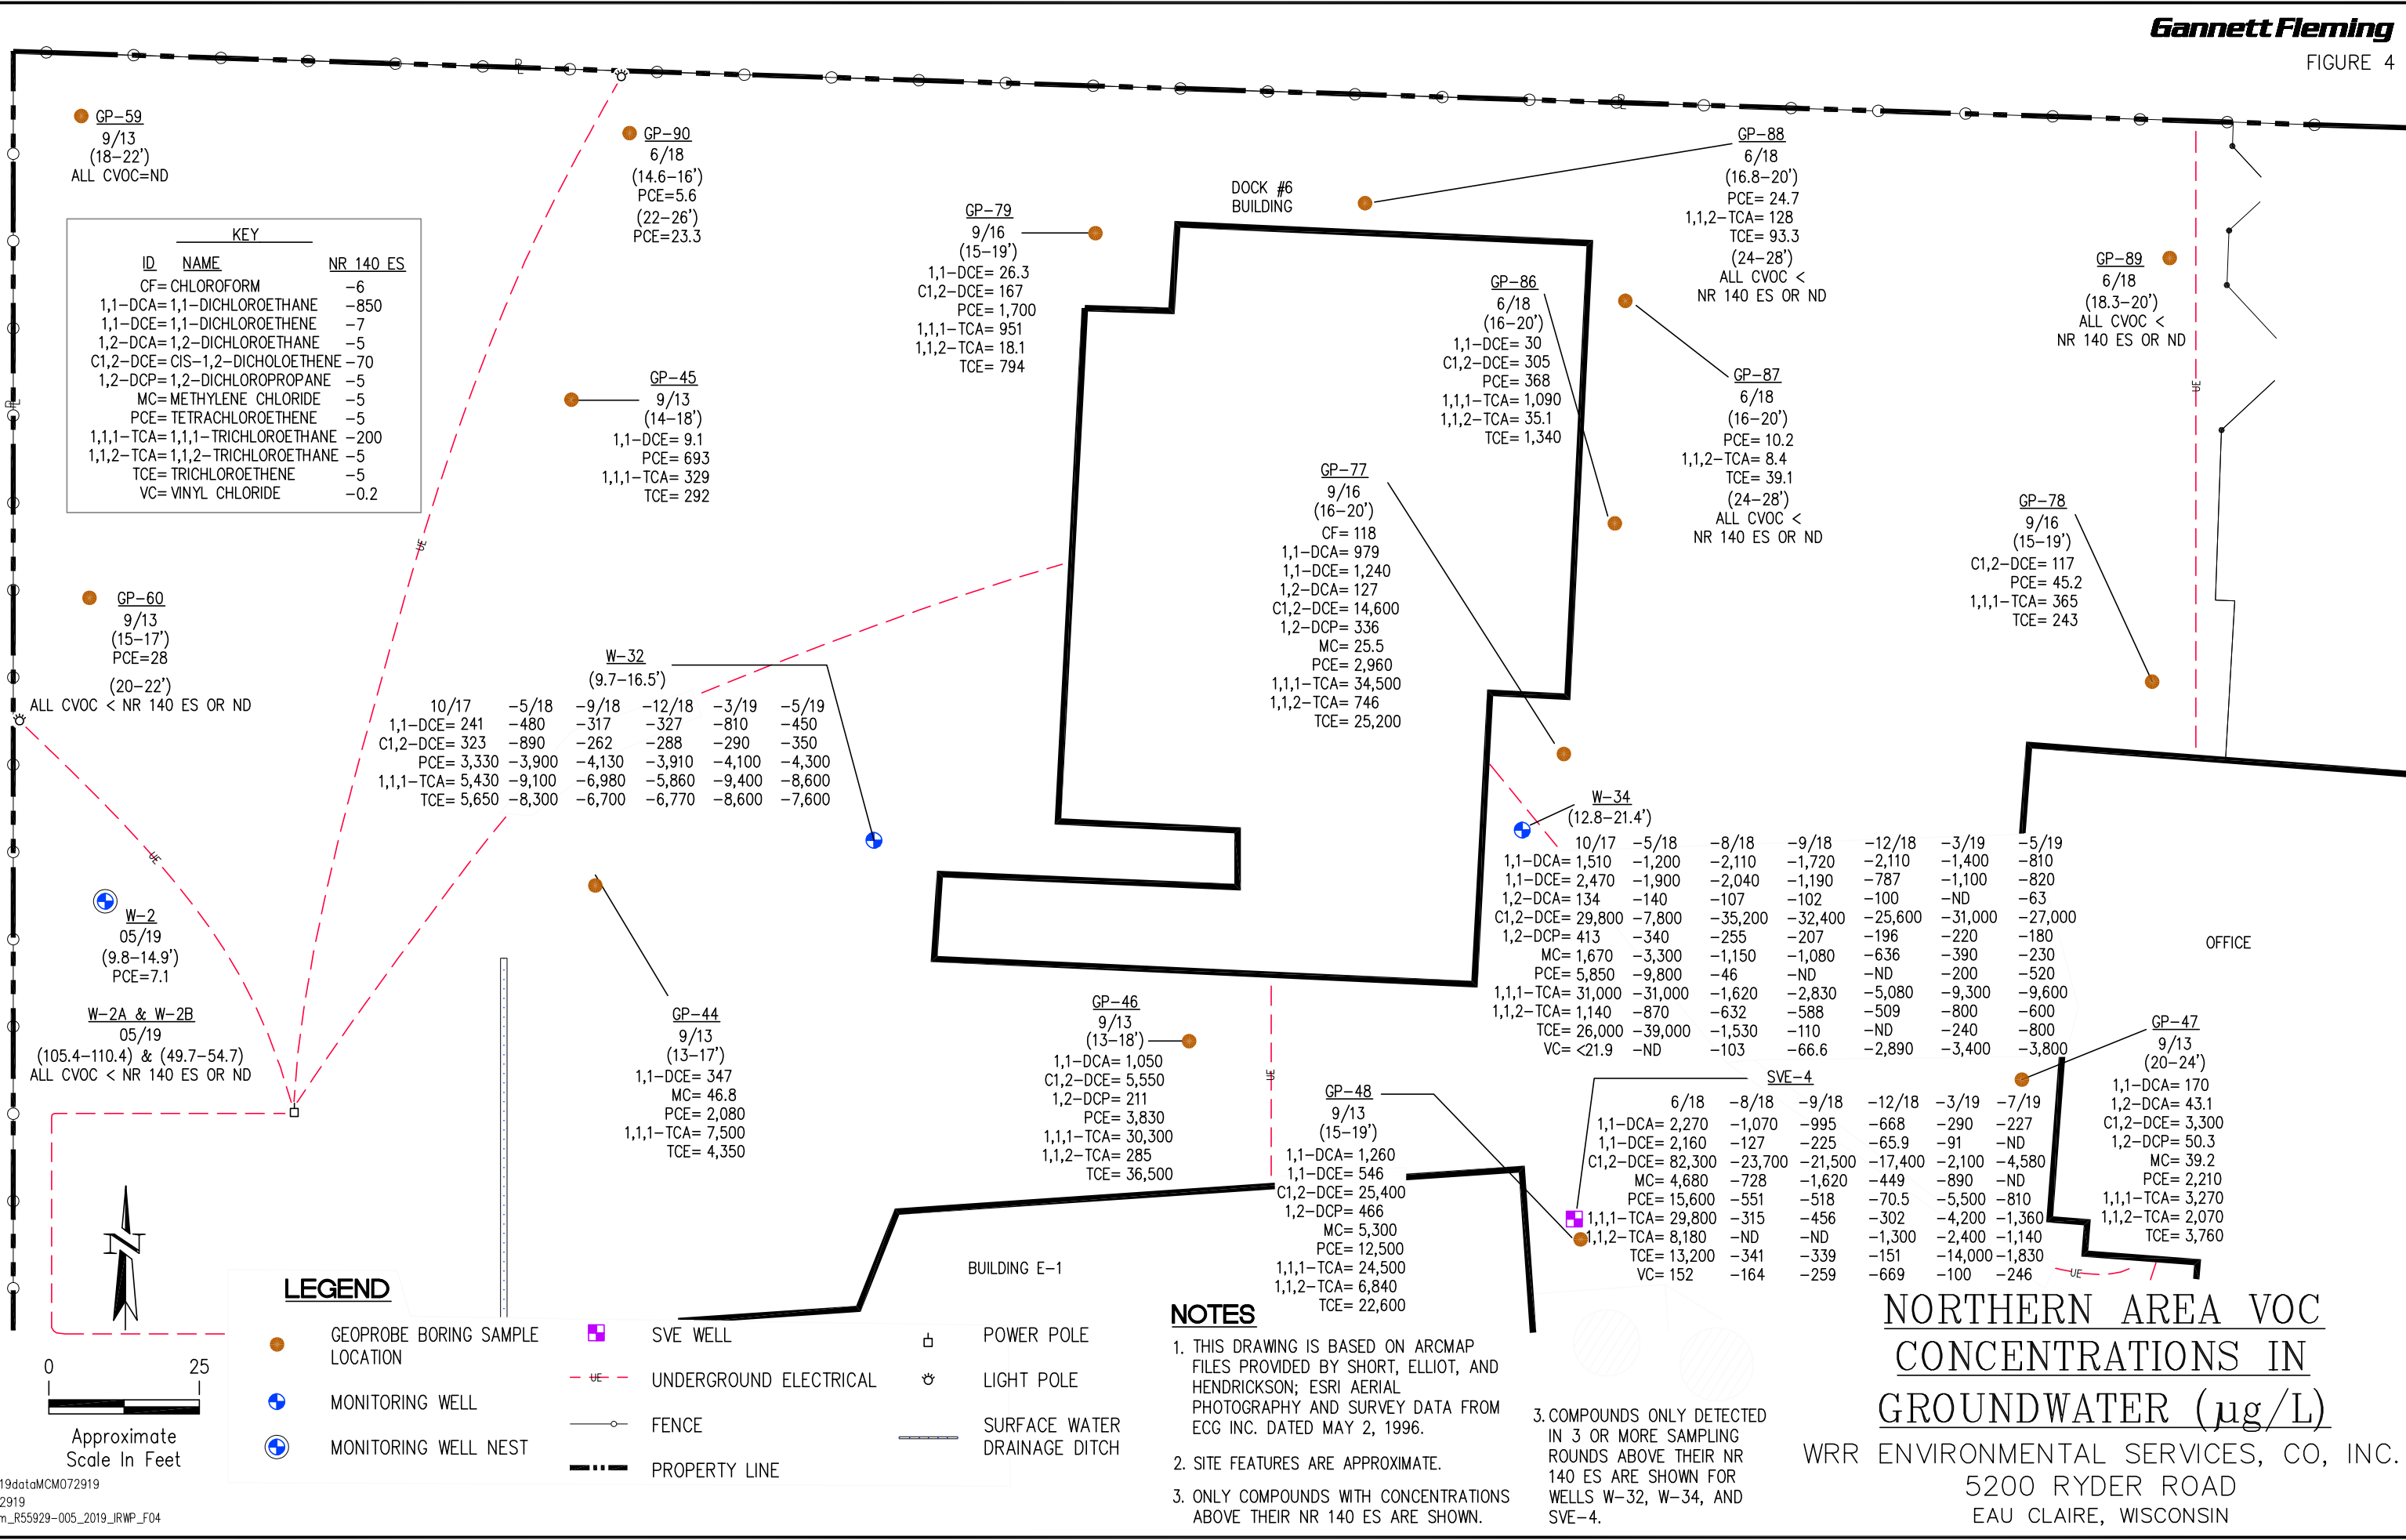 Gannett Fleming
FIGURE 4
GP-59
9/13
(18-22')
ALL CVOC=ND
KEY
ID NAME NR 140 ES
CF= CHLOROFORM -6
1,1-DCA= 1,1-DICHLOROETHANE -850
1,1-DCE= 1,1-DICHLOROETHENE -7
1,2-DCA= 1,2-DICHLOROETHANE -5
C1,2-DCE= CIS-1,2-DICHOLOETHENE -70
1,2-DCP= 1,2-DICHLOROPROPANE -5
MC= METHYLENE CHLORIDE -5
PCE= TETRACHLOROETHENE -5
1,1,1-TCA= 1,1,1-TRICHLOROETHANE -200
1,1,2-TCA= 1,1,2-TRICHLOROETHANE -5
TCE= TRICHLOROETHENE -5
VC= VINYL CHLORIDE -0.2
GP-90
6/18
(14.6-16')
PCE=5.6
(22-26')
PCE=23.3
GP-79
9/16
(15-19')
1,1-DCE= 26.3
C1,2-DCE= 167
PCE= 1,700
1,1,1-TCA= 951
1,1,2-TCA= 18.1
TCE= 794
DOCK #6
BUILDING
GP-88
6/18
(16.8-20')
PCE= 24.7
1,1,2-TCA= 128
TCE= 93.3
(24-28')
ALL CVOC <
NR 140 ES OR ND
GP-86
6/18
(16-20')
1,1-DCE= 30
C1,2-DCE= 305
PCE= 368
1,1,1-TCA= 1,090
1,1,2-TCA= 35.1
TCE= 1,340
GP-89
6/18
(18.3-20')
ALL CVOC <
NR 140 ES OR ND
GP-45
9/13
(14-18')
1,1-DCE= 9.1
PCE= 693
1,1,1-TCA= 329
TCE= 292
GP-87
6/18
(16-20')
PCE= 10.2
1,1,2-TCA= 8.4
TCE= 39.1
(24-28')
ALL CVOC <
NR 140 ES OR ND
GP-77
9/16
(16-20')
CF= 118
1,1-DCA= 979
1,1-DCE= 1,240
1,2-DCA= 127
C1,2-DCE= 14,600
1,2-DCP= 336
MC= 25.5
PCE= 2,960
1,1,1-TCA= 34,500
1,1,2-TCA= 746
TCE= 25,200
GP-78
9/16
(15-19')
C1,2-DCE= 117
PCE= 45.2
1,1,1-TCA= 365
TCE= 243
GP-60
9/13
(15-17')
PCE=28
(20-22')
ALL CVOC < NR 140 ES OR ND
W-32
(9.7-16.5')
10/17 -5/18 -9/18 -12/18 -3/19 -5/19
1,1-DCE= 241 -480 -317 -327 -810 -450
C1,2-DCE= 323 -890 -262 -288 -290 -350
PCE= 3,330 -3,900 -4,130 -3,910 -4,100 -4,300
1,1,1-TCA= 5,430 -9,100 -6,980 -5,860 -9,400 -8,600
TCE= 5,650 -8,300 -6,700 -6,770 -8,600 -7,600
W-34
(12.8-21.4')
10/17 -5/18 -8/18 -9/18 -12/18 -3/19 -5/19
1,1-DCA= 1,510 -1,200 -2,110 -1,720 -2,110 -1,400 -810
1,1-DCE= 2,470 -1,900 -2,040 -1,190 -787 -1,100 -820
1,2-DCA= 134 -140 -107 -102 -100 -ND -63
C1,2-DCE= 29,800 -7,800 -35,200 -32,400 -25,600 -31,000 -27,000
1,2-DCP= 413 -340 -255 -207 -196 -220 -180
MC= 1,670 -3,300 -1,150 -1,080 -636 -390 -230
PCE= 5,850 -9,800 -46 -ND -ND -200 -520
1,1,1-TCA= 31,000 -31,000 -1,620 -2,830 -5,080 -9,300 -9,600
1,1,2-TCA= 1,140 -870 -632 -588 -509 -800 -600
TCE= 26,000 -39,000 -1,530 -110 -ND -240 -800
VC= <21.9 -ND -103 -66.6 -2,890 -3,400 -3,800
OFFICE
W-2
05/19
(9.8-14.9')
PCE=7.1
W-2A & W-2B
05/19
(105.4-110.4) & (49.7-54.7)
ALL CVOC < NR 140 ES OR ND
GP-44
9/13
(13-17')
1,1-DCE= 347
MC= 46.8
PCE= 2,080
1,1,1-TCA= 7,500
TCE= 4,350
GP-46
9/13
(13-18')
1,1-DCA= 1,050
C1,2-DCE= 5,550
1,2-DCP= 211
PCE= 3,830
1,1,1-TCA= 30,300
1,1,2-TCA= 285
TCE= 36,500
GP-48
9/13
(15-19')
1,1-DCA= 1,260
1,1-DCE= 546
C1,2-DCE= 25,400
1,2-DCP= 466
MC= 5,300
PCE= 12,500
1,1,1-TCA= 24,500
1,1,2-TCA= 6,840
TCE= 22,600
SVE-4
6/18 -8/18 -9/18 -12/18 -3/19 -7/19
1,1-DCA= 2,270 -1,070 -995 -668 -290 -227
1,1-DCE= 2,160 -127 -225 -65.9 -91 -ND
C1,2-DCE= 82,300 -23,700 -21,500 -17,400 -2,100 -4,580
MC= 4,680 -728 -1,620 -449 -890 -ND
PCE= 15,600 -551 -518 -70.5 -5,500 -810
1,1,1-TCA= 29,800 -315 -456 -302 -4,200 -1,360
1,1,2-TCA= 8,180 -ND -ND -1,300 -2,400 -1,140
TCE= 13,200 -341 -339 -151 -14,000 -1,830
VC= 152 -164 -259 -669 -100 -246
GP-47
9/13
(20-24')
1,1-DCA= 170
1,2-DCA= 43.1
C1,2-DCE= 3,300
1,2-DCP= 50.3
MC= 39.2
PCE= 2,210
1,1,1-TCA= 3,270
1,1,2-TCA= 2,070
TCE= 3,760
UE
UE
UE
UE
UE
N
BUILDING E-1
LEGEND
GEOPROBE BORING SAMPLE
LOCATION
MONITORING WELL
MONITORING WELL NEST
SVE WELL
UE
UNDERGROUND ELECTRICAL
FENCE
PROPERTY LINE
POWER POLE
LIGHT POLE
SURFACE WATER
DRAINAGE DITCH
0 25
Approximate
Scale In Feet
19dataMCM072919
2919
m_R55929-005_2019_IRWP_F04
NOTES
1. THIS DRAWING IS BASED ON ARCMAP
FILES PROVIDED BY SHORT, ELLIOT, AND
HENDRICKSON; ESRI AERIAL
PHOTOGRAPHY AND SURVEY DATA FROM
ECG INC. DATED MAY 2, 1996.
2. SITE FEATURES ARE APPROXIMATE.
3. ONLY COMPOUNDS WITH CONCENTRATIONS
ABOVE THEIR NR 140 ES ARE SHOWN.
3. COMPOUNDS ONLY DETECTED
IN 3 OR MORE SAMPLING
ROUNDS ABOVE THEIR NR
140 ES ARE SHOWN FOR
WELLS W-32, W-34, AND
SVE-4.
NORTHERN AREA VOC
CONCENTRATIONS IN
GROUNDWATER (µg/L)
WRR ENVIRONMENTAL SERVICES, CO, INC.
5200 RYDER ROAD
EAU CLAIRE, WISCONSIN